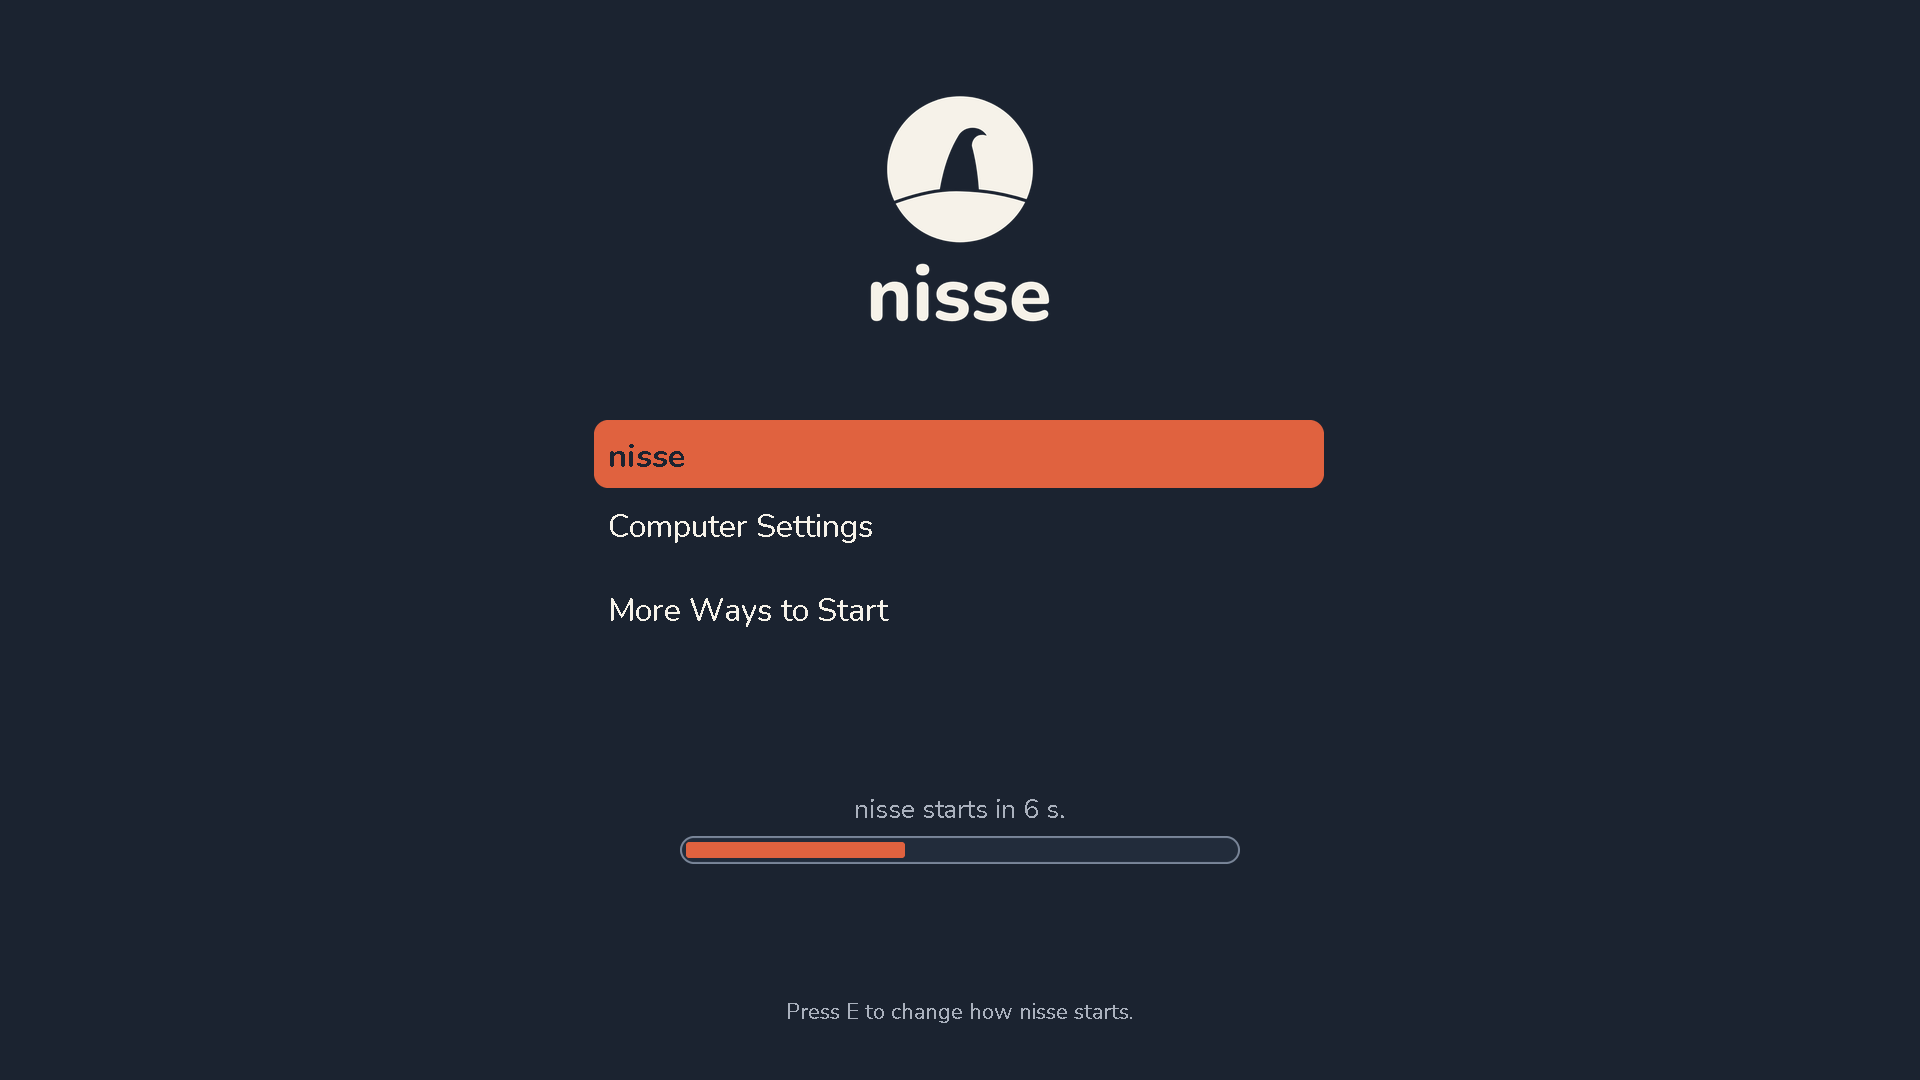 nisse
nisse
Computer Settings
More Ways to Start
nisse starts in 6 s.
Press E to change how nisse starts.